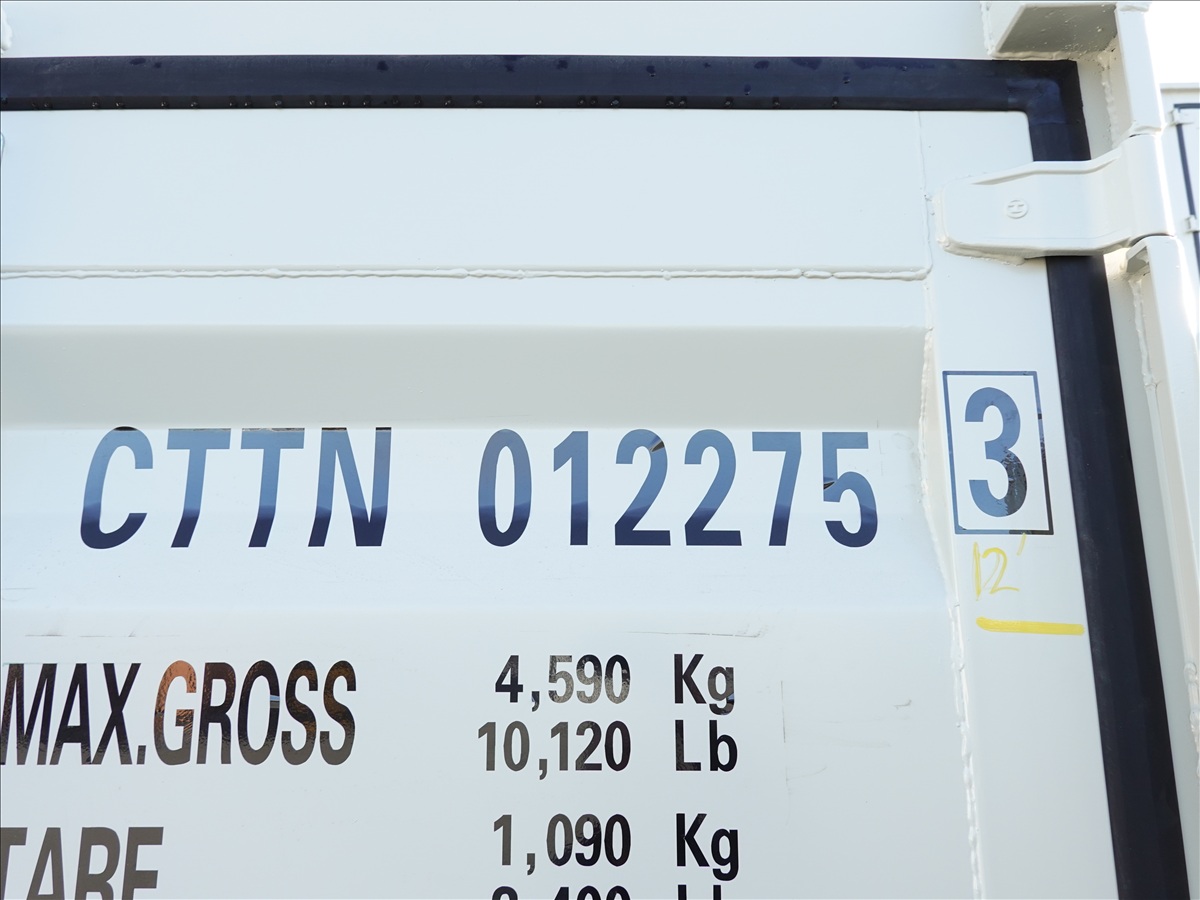 CTTN 012275 3
12'
MAX.GROSS 4,590 Kg
10,120 Lb
TARE 1,090 Kg